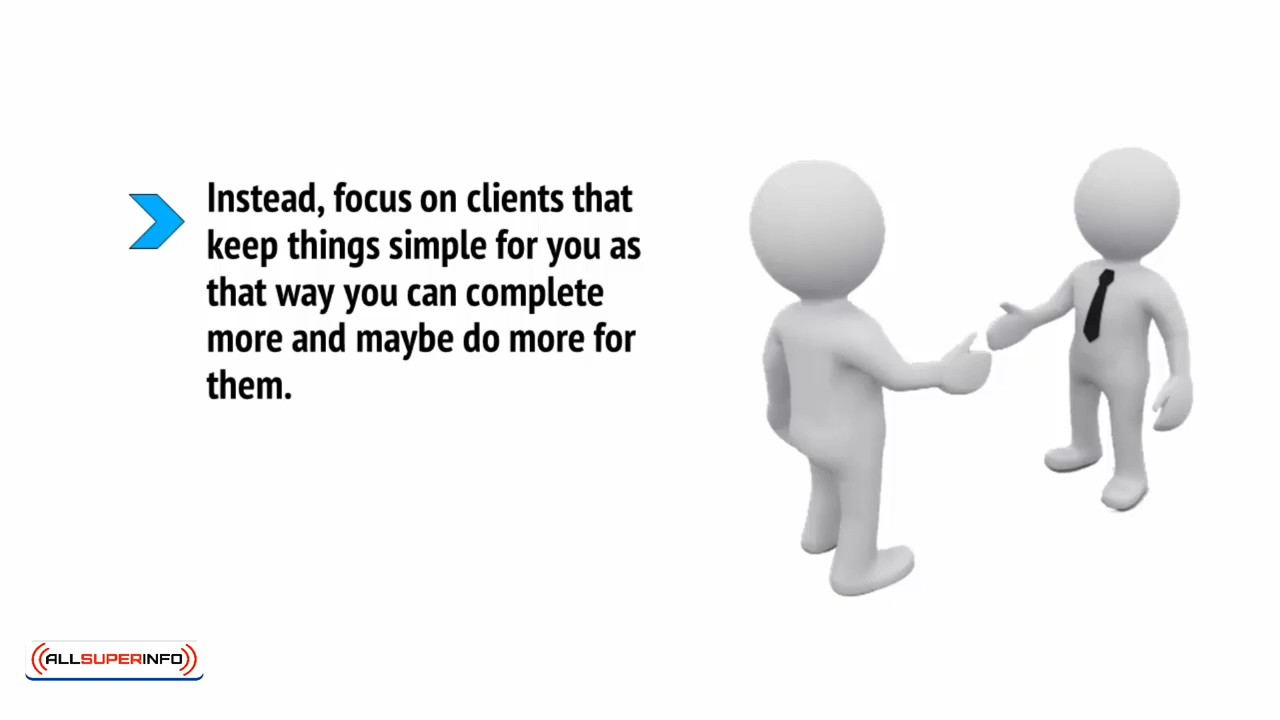 Instead, focus on clients that
keep things simple for you as
that way you can complete
more and maybe do more for
them.
ALLSUPERINFO